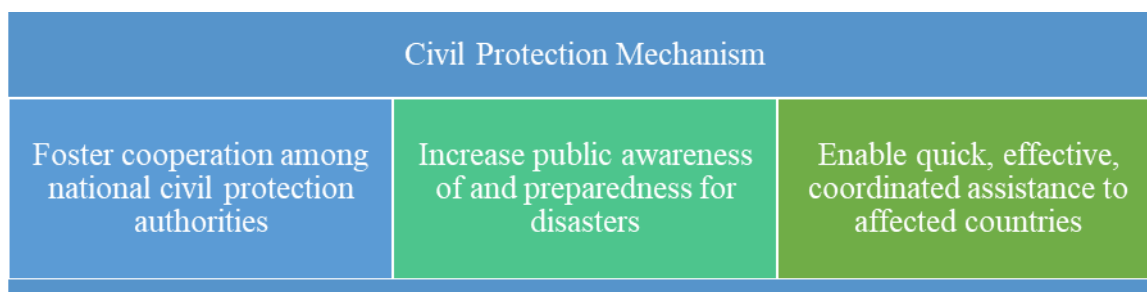 Civil Protection Mechanism
Foster cooperation among
national civil protection
authorities
Increase public awareness
of and preparedness for
disasters
Enable quick, effective,
coordinated assistance to
affected countries